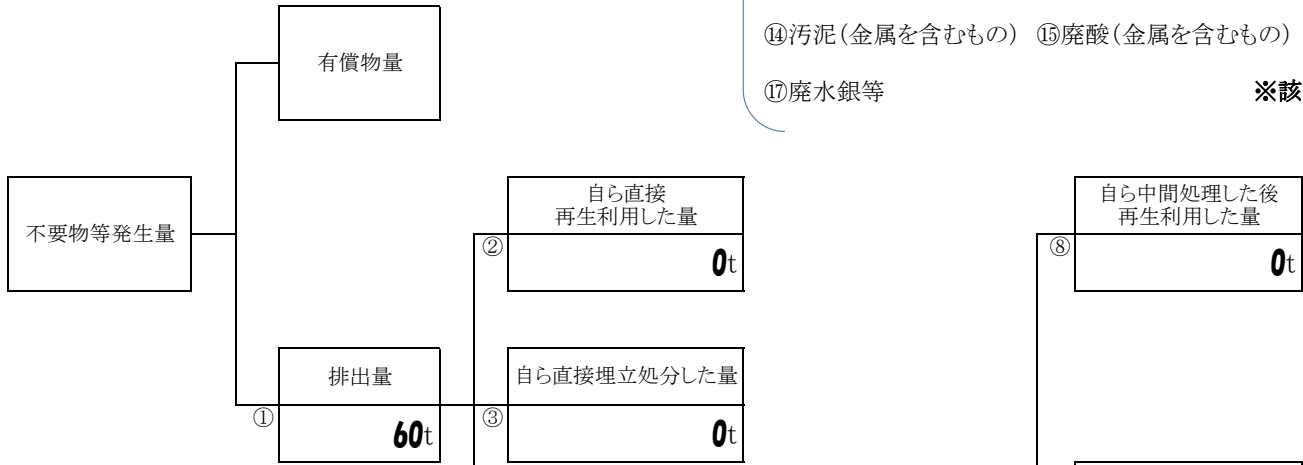 ⑭汚泥(金属を含むもの) ⑮廃酸(金属を含むもの)
⑰廃水銀等 ※該
有償物量
不要物等発生量
自ら直接
再生利用した量
② 0t
自ら中間処理した後
再生利用した量
⑧ 0t
排出量
① 60t
自ら直接埋立処分した量
③ 0t